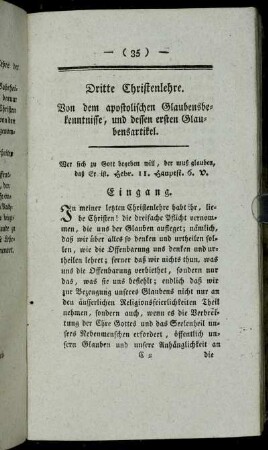 — (35) —
Dritte Christenlehre.
Von dem apostolischen Glaubensbe-
kenntnisse, und dessen ersten Glau-
bensartikel.
Wer sich zu Gott begeben will, der muß glauben,
daß Er ist. Hebr. 11. Hauptst. 6. V.
Eingang.
In meiner letzten Christenlehre habt ihr, lie-
be Christen! die dreifache Pflicht vernom-
men, die uns der Glauben aufleget; nämlich,
daß wir über alles so denken und urtheilen sol-
len, wie die Offenbarung uns denken und ur-
theilen lehret; ferner daß wir nichts thun, was
uns die Offenbarung verbiethet, sondern nur
das, was sie uns befiehlt; endlich daß wir
zur Bezeugung unseres Glaubens nicht nur an
den äußerlichen Religionsfeierlichkeiten Theil
nehmen, sondern auch, wenn es die Verhält-
tung der Ehre Gottes und das Seelenheil un-
seres Nebenmenschen erfordert, öffentlich un-
sern Glauben und unsere Anhänglichkeit an
C 2 die